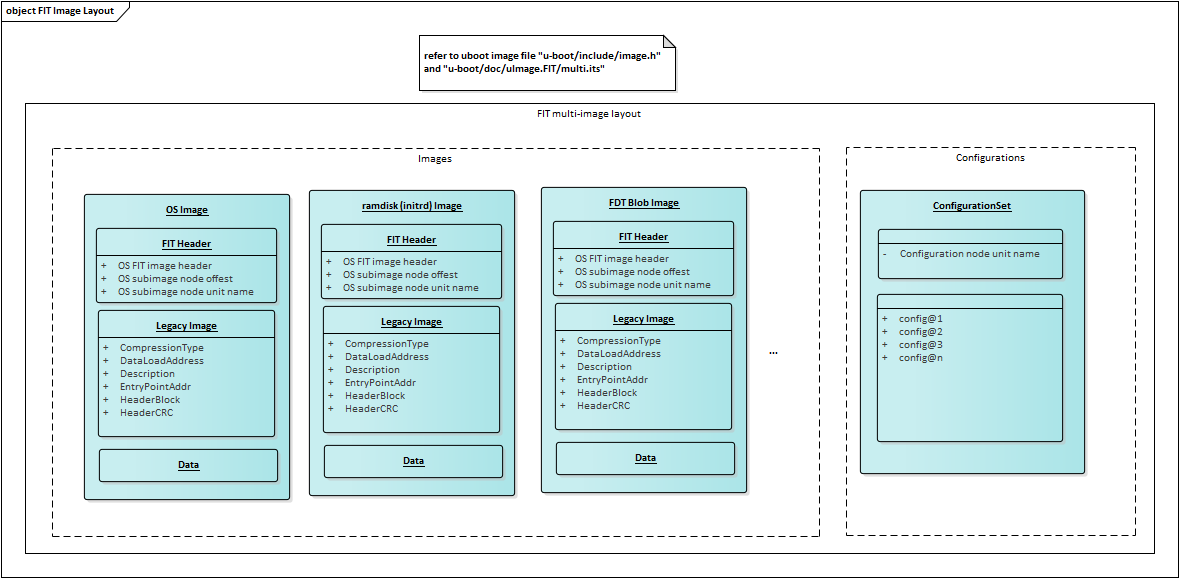 object FIT Image Layout
refer to uboot image file "u-boot/include/image.h"
and "u-boot/doc/uImage.FIT/multi.its"
FIT multi-image layout
Images
OS Image
FIT Header
+ OS FIT image header
+ OS subimage node offest
+ OS subimage node unit name
Legacy Image
+ CompressionType
+ DataLoadAddress
+ Description
+ EntryPointAddr
+ HeaderBlock
+ HeaderCRC
Data
ramdisk (initrd) Image
FIT Header
+ OS FIT image header
+ OS subimage node offest
+ OS subimage node unit name
Legacy Image
+ CompressionType
+ DataLoadAddress
+ Description
+ EntryPointAddr
+ HeaderBlock
+ HeaderCRC
Data
FDT Blob Image
FIT Header
+ OS FIT image header
+ OS subimage node offest
+ OS subimage node unit name
Legacy Image
+ CompressionType
+ DataLoadAddress
+ Description
+ EntryPointAddr
+ HeaderBlock
+ HeaderCRC
Data
...
Configurations
ConfigurationSet
- Configuration node unit name
+ config@1
+ config@2
+ config@3
+ config@n